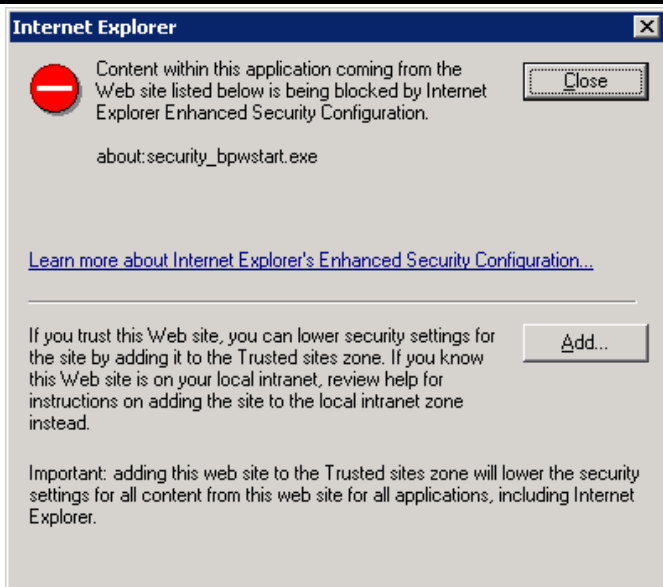 Internet Explorer
Content within this application coming from the
Web site listed below is being blocked by Internet
Explorer Enhanced Security Configuration.
Close
about:security_bpwstart.exe
Learn more about Internet Explorer's Enhanced Security Configuration...
If you trust this Web site, you can lower security settings for
the site by adding it to the Trusted sites zone. If you know
this Web site is on your local intranet, review help for
instructions on adding the site to the local intranet zone
instead.
Add...
Important: adding this web site to the Trusted sites zone will lower the security
settings for all content from this web site for all applications, including Internet
Explorer.